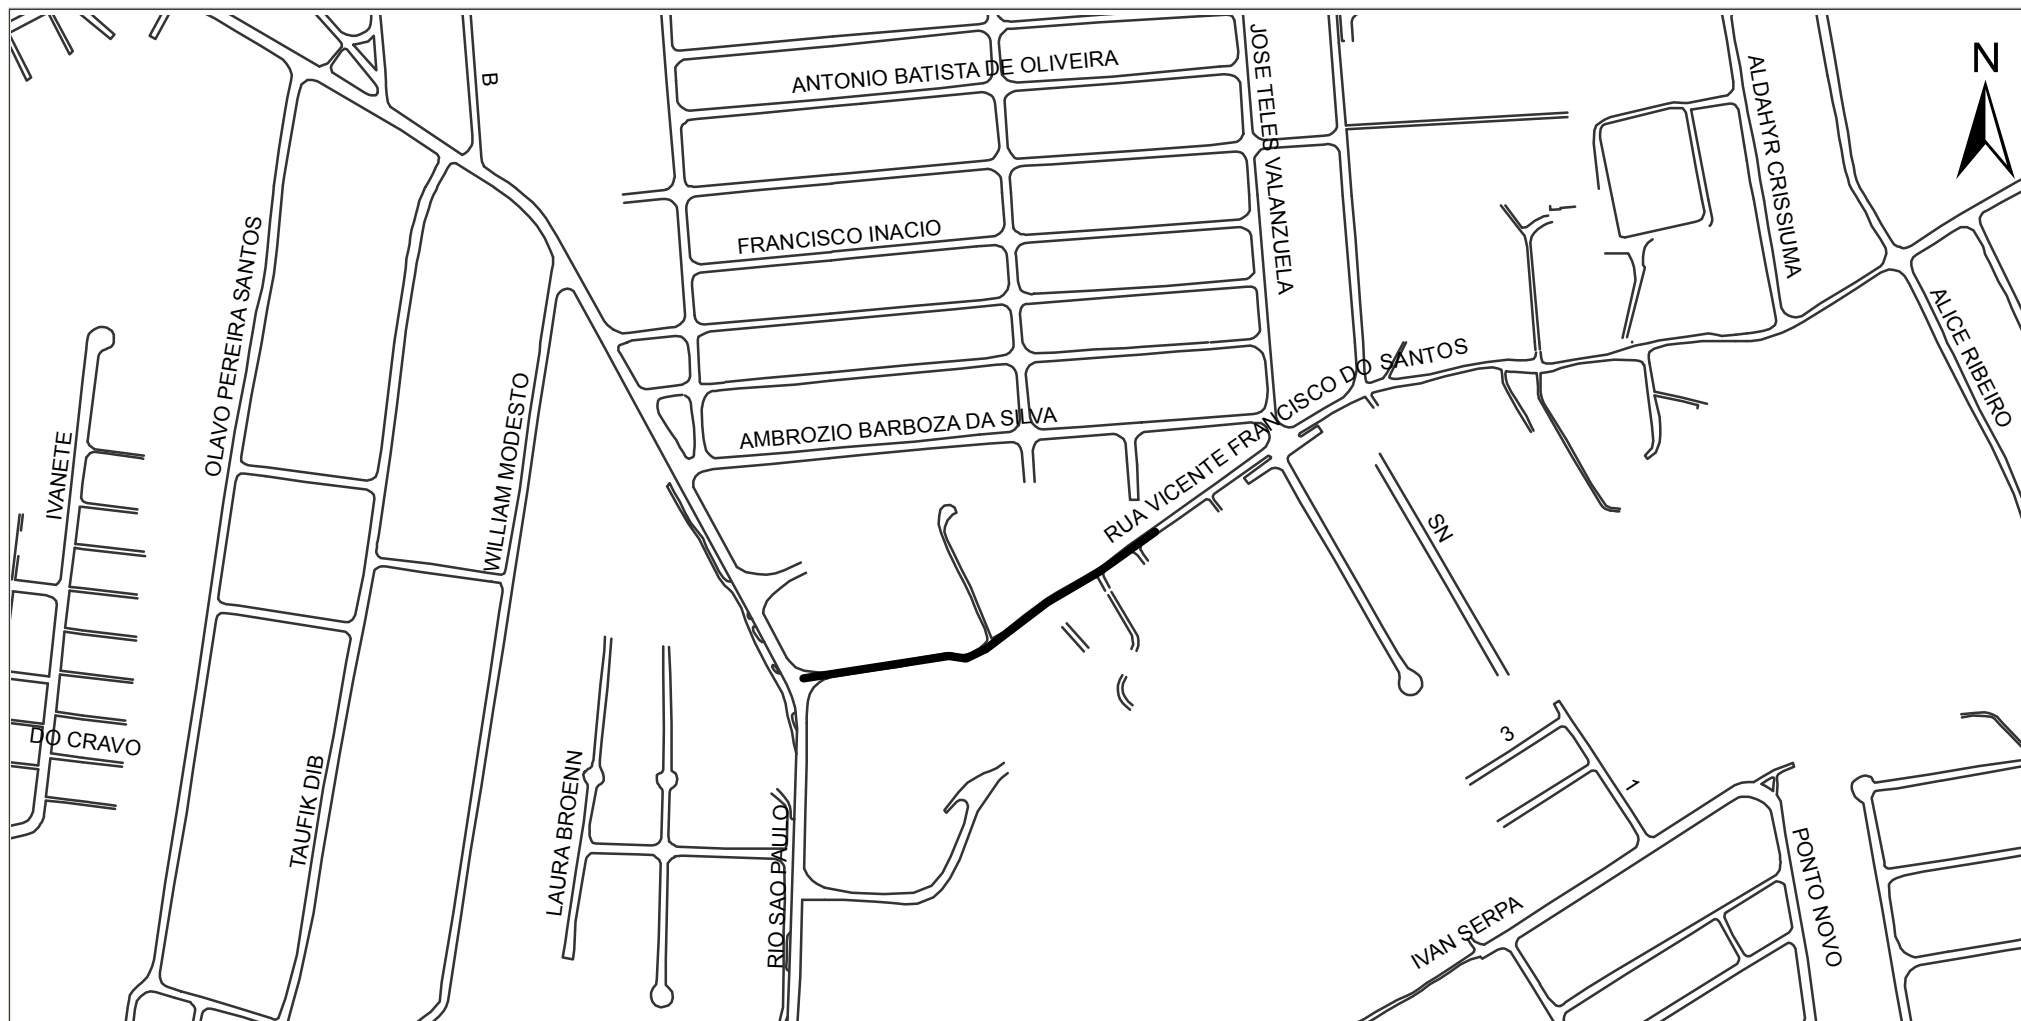 B
ANTONIO BATISTA DE OLIVEIRA
JOSE TELES VALANZUELA
ALDAHYR CRISSIUMA
N
FRANCISCO INACIO
OLAVO PEREIRA SANTOS
ALICE RIBEIRO
RUA VICENTE FRANCISCO DO SANTOS
WILLIAM MODESTO
AMBROZIO BARBOZA DA SILVA
IVANETE
SN
DO CRAVO
3
1
TAUFIK DIB
LAURA BROENN
RIO SAO PAULO
PONTO NOVO
IVAN SERPA